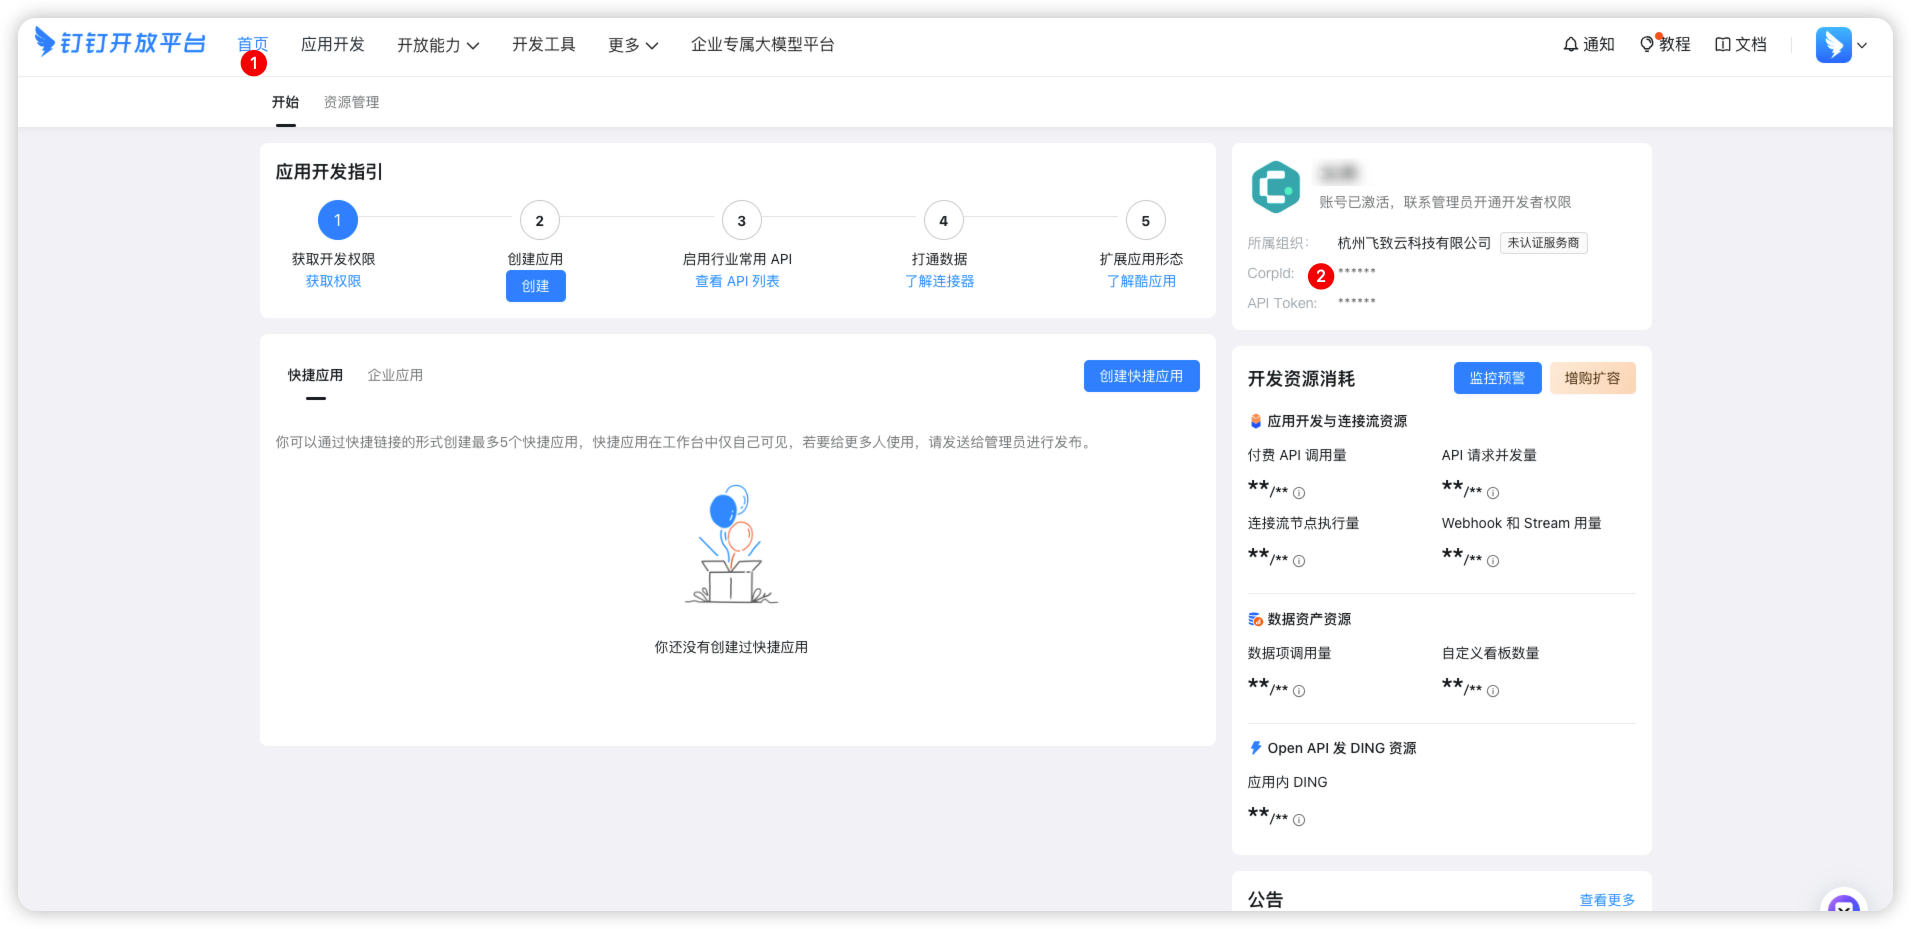 钉钉开放平台 首页 应用开发 开放能力 开发工具 更多 企业专属大模型平台 通知 教程 文档
1
开始 资源管理
应用开发指引
1 2 3 4 5
获取开发权限 创建应用 启用行业常用 API 打通数据 扩展应用形态
获取权限 创建 查看 API 列表 了解连接器 了解酷应用
快捷应用 企业应用 创建快捷应用
你可以通过快捷链接的形式创建最多5个快捷应用，快捷应用在工作台中仅自己可见，若要给更多人使用，请发送给管理员进行发布。
你还没有创建过快捷应用
账号已激活，联系管理员开通开发者权限
所属组织： 杭州飞致云科技有限公司 未认证服务商
CorpId: 2 ******
API Token: ******
开发资源消耗 监控预警 增购扩容
应用开发与连接流资源
付费 API 调用量 API 请求并发量
**/** **/**
连接流节点执行量 Webhook 和 Stream 用量
**/** **/**
数据资产资源
数据项调用量 自定义看板数量
**/** **/**
Open API 发 DING 资源
应用内 DING
**/**
公告 查看更多